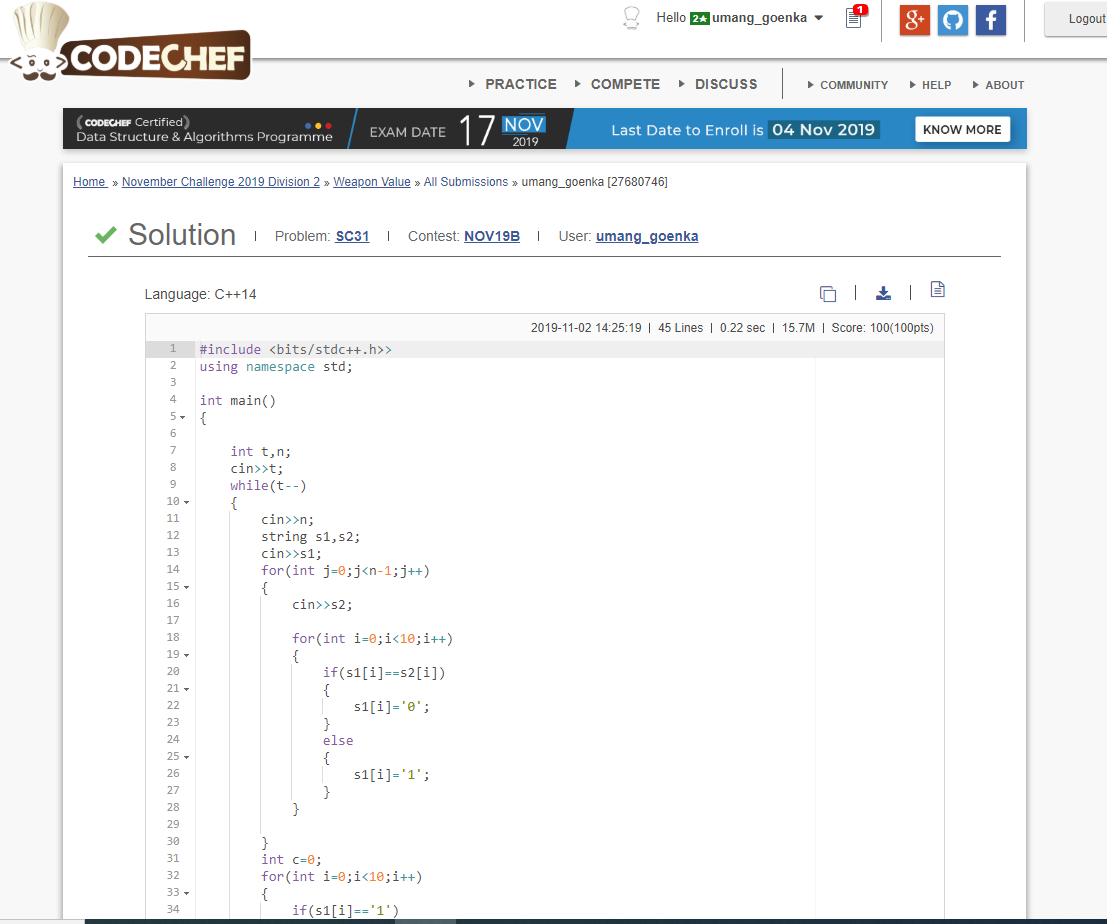 Hello 2★ umang_goenka
1
Logout
CODECHEF
PRACTICE COMPETE DISCUSS COMMUNITY HELP ABOUT
(CODECHEF Certified)
Data Structure & Algorithms Programme
EXAM DATE 17 NOV 2019
Last Date to Enroll is 04 Nov 2019
KNOW MORE
Home » November Challenge 2019 Division 2 » Weapon Value » All Submissions » umang_goenka [27680746]
Solution | Problem: SC31 | Contest: NOV19B | User: umang_goenka
Language: C++14
2019-11-02 14:25:19 | 45 Lines | 0.22 sec | 15.7M | Score: 100(100pts)
1 #include <bits/stdc++.h>>
2 using namespace std;
3
4 int main()
5 {
6
7 int t,n;
8 cin>>t;
9 while(t--)
10 {
11 cin>>n;
12 string s1,s2;
13 cin>>s1;
14 for(int j=0;j<n-1;j++)
15 {
16 cin>>s2;
17
18 for(int i=0;i<10;i++)
19 {
20 if(s1[i]==s2[i])
21 {
22 s1[i]='0';
23 }
24 else
25 {
26 s1[i]='1';
27 }
28 }
29
30 }
31 int c=0;
32 for(int i=0;i<10;i++)
33 {
34 if(s1[i]=='1')